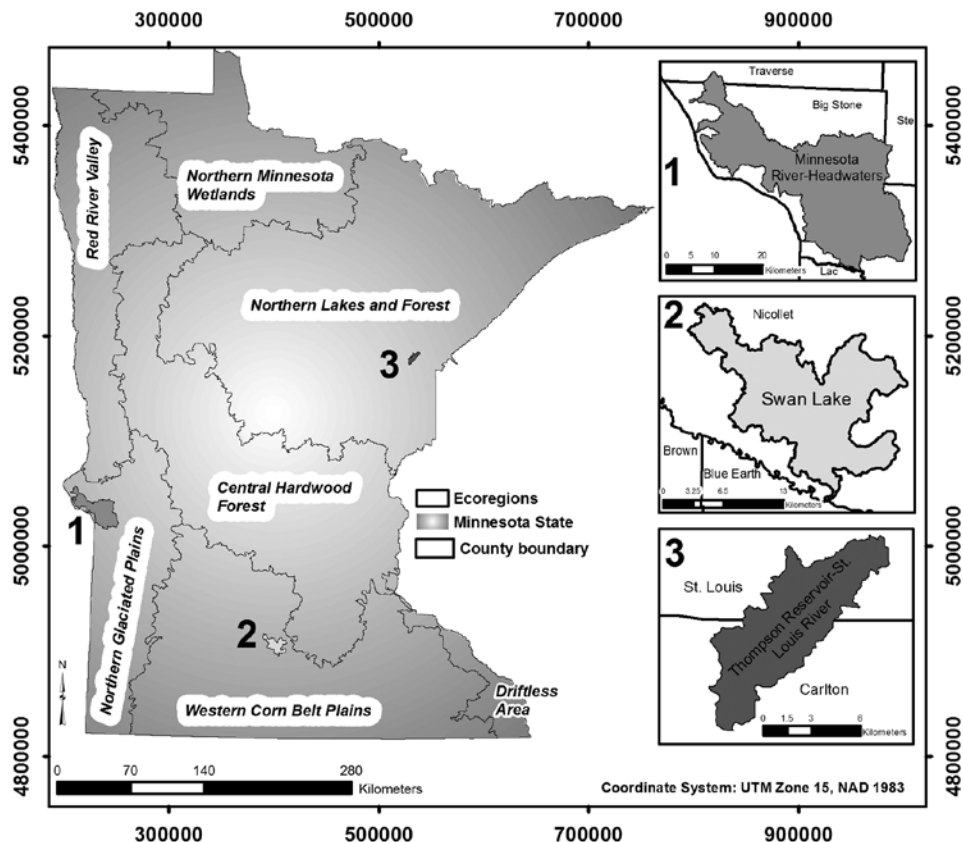 300000
500000
700000
900000
5400000
5200000
5000000
4800000
Red River Valley
Northern Minnesota
Wetlands
Northern Lakes and Forest
3
Central Hardwood
Forest
1
Northern Glaciated Plains
2
Western Corn Belt Plains
Driftless
Area
N
Ecoregions
Minnesota State
County boundary
0
70
140
280
Kilometers
Traverse
Big Stone
Ste
1
Minnesota
River-Headwaters
Lac
0
5
10
20
Kilometers
2
Nicollet
Swan Lake
Brown
Blue Earth
0
3.25
6.5
13
Kilometers
3
St. Louis
Thompson Reservoir-St.
Louis River
Carlton
0
1.5
3
6
Kilometers
Coordinate System: UTM Zone 15, NAD 1983
5400000
5200000
5000000
4800000
300000
500000
700000
900000